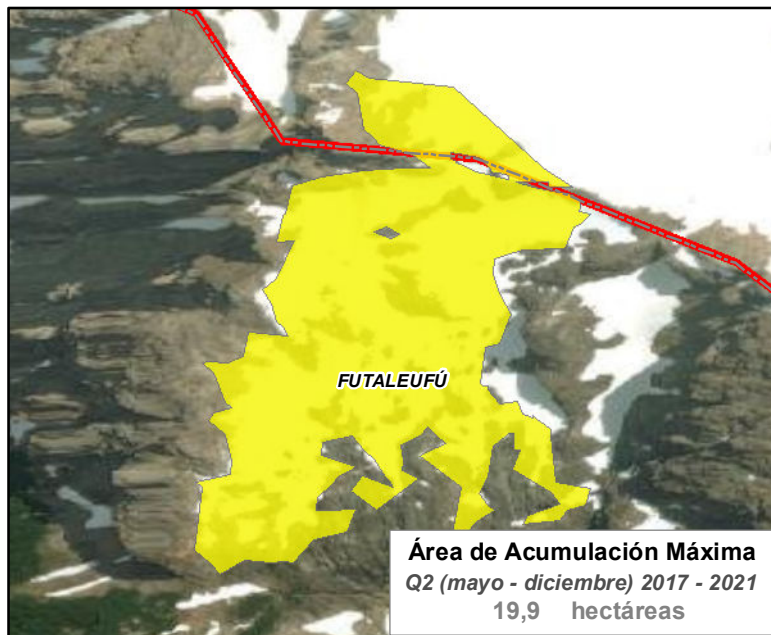 FUTALEUFÚ
Área de Acumulación Máxima
Q2 (mayo - diciembre) 2017 - 2021
19,9 hectáreas